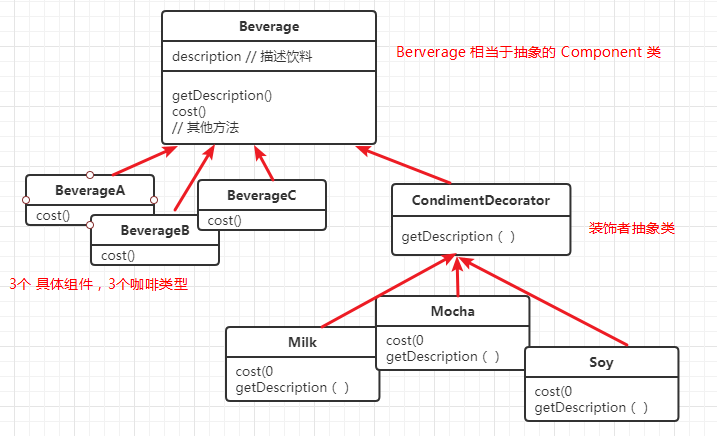 Beverage
description // 描述饮料
getDescription()
cost()
// 其他方法
Berverage 相当于抽象的 Component 类
BeverageA
cost()
BeverageB
cost()
BeverageC
cost()
CondimentDecorator
getDescription（ ）
装饰者抽象类
3个 具体组件，3个咖啡类型
Milk
cost(0
getDescription（ ）
Mocha
cost(0
getDescription（ ）
Soy
cost(0
getDescription（ ）